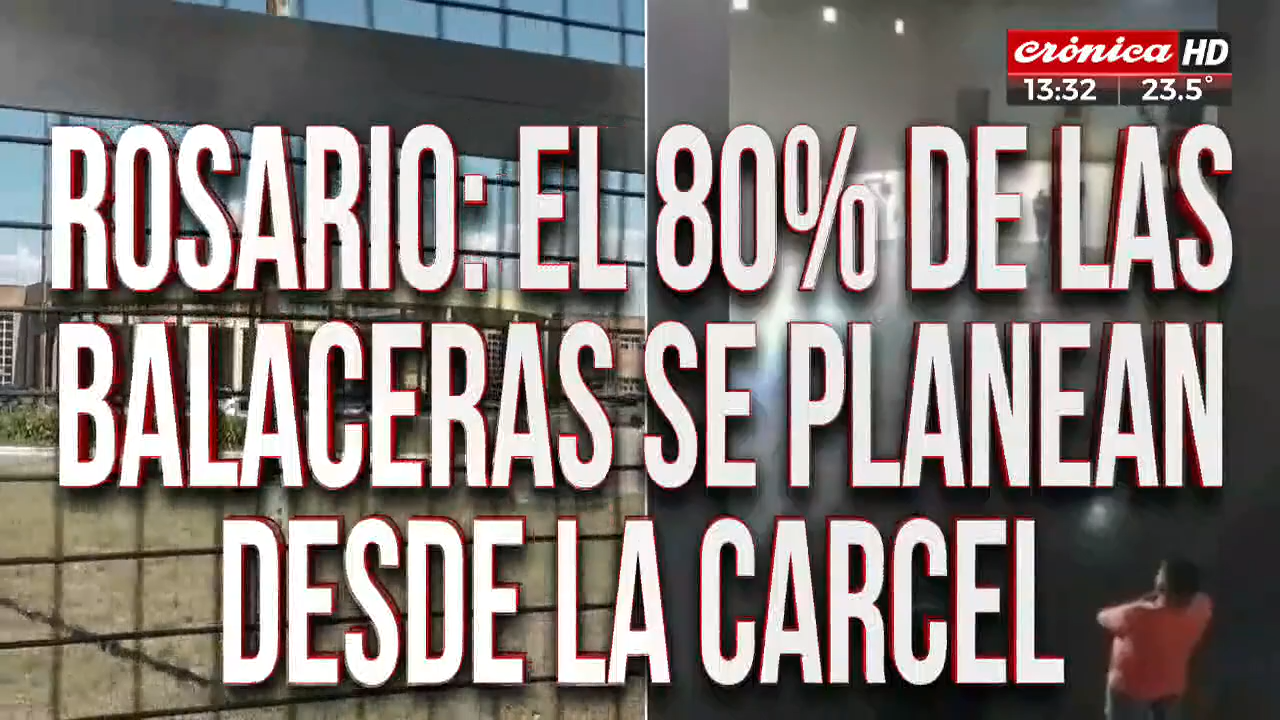 crónica HD
13:32 23.5°
ROSARIO: EL 80% DE LAS
BALACERAS SE PLANEAN
DESDE LA CARCEL